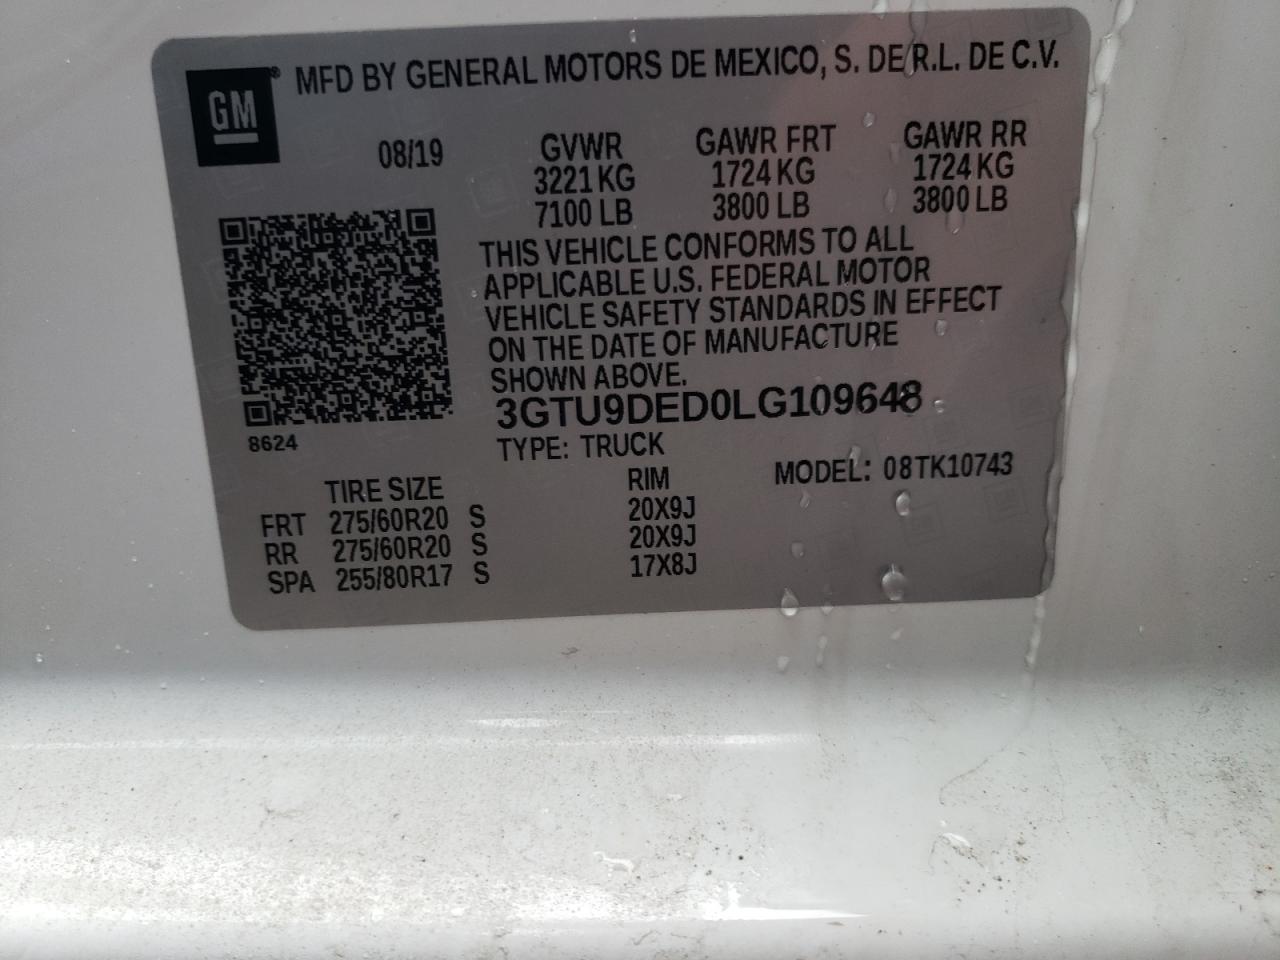 GM ® MFD BY GENERAL MOTORS DE MEXICO, S. DE R.L. DE C.V.
08/19 GVWR GAWR FRT GAWR RR
3221 KG 1724 KG 1724 KG
7100 LB 3800 LB 3800 LB
THIS VEHICLE CONFORMS TO ALL
APPLICABLE U.S. FEDERAL MOTOR
VEHICLE SAFETY STANDARDS IN EFFECT
ON THE DATE OF MANUFACTURE
SHOWN ABOVE.
3GTU9DED0LG109648
8624
TYPE: TRUCK
MODEL: 08TK10743
TIRE SIZE RIM
FRT 275/60R20 S 20X9J
RR 275/60R20 S 20X9J
SPA 255/80R17 S 17X8J